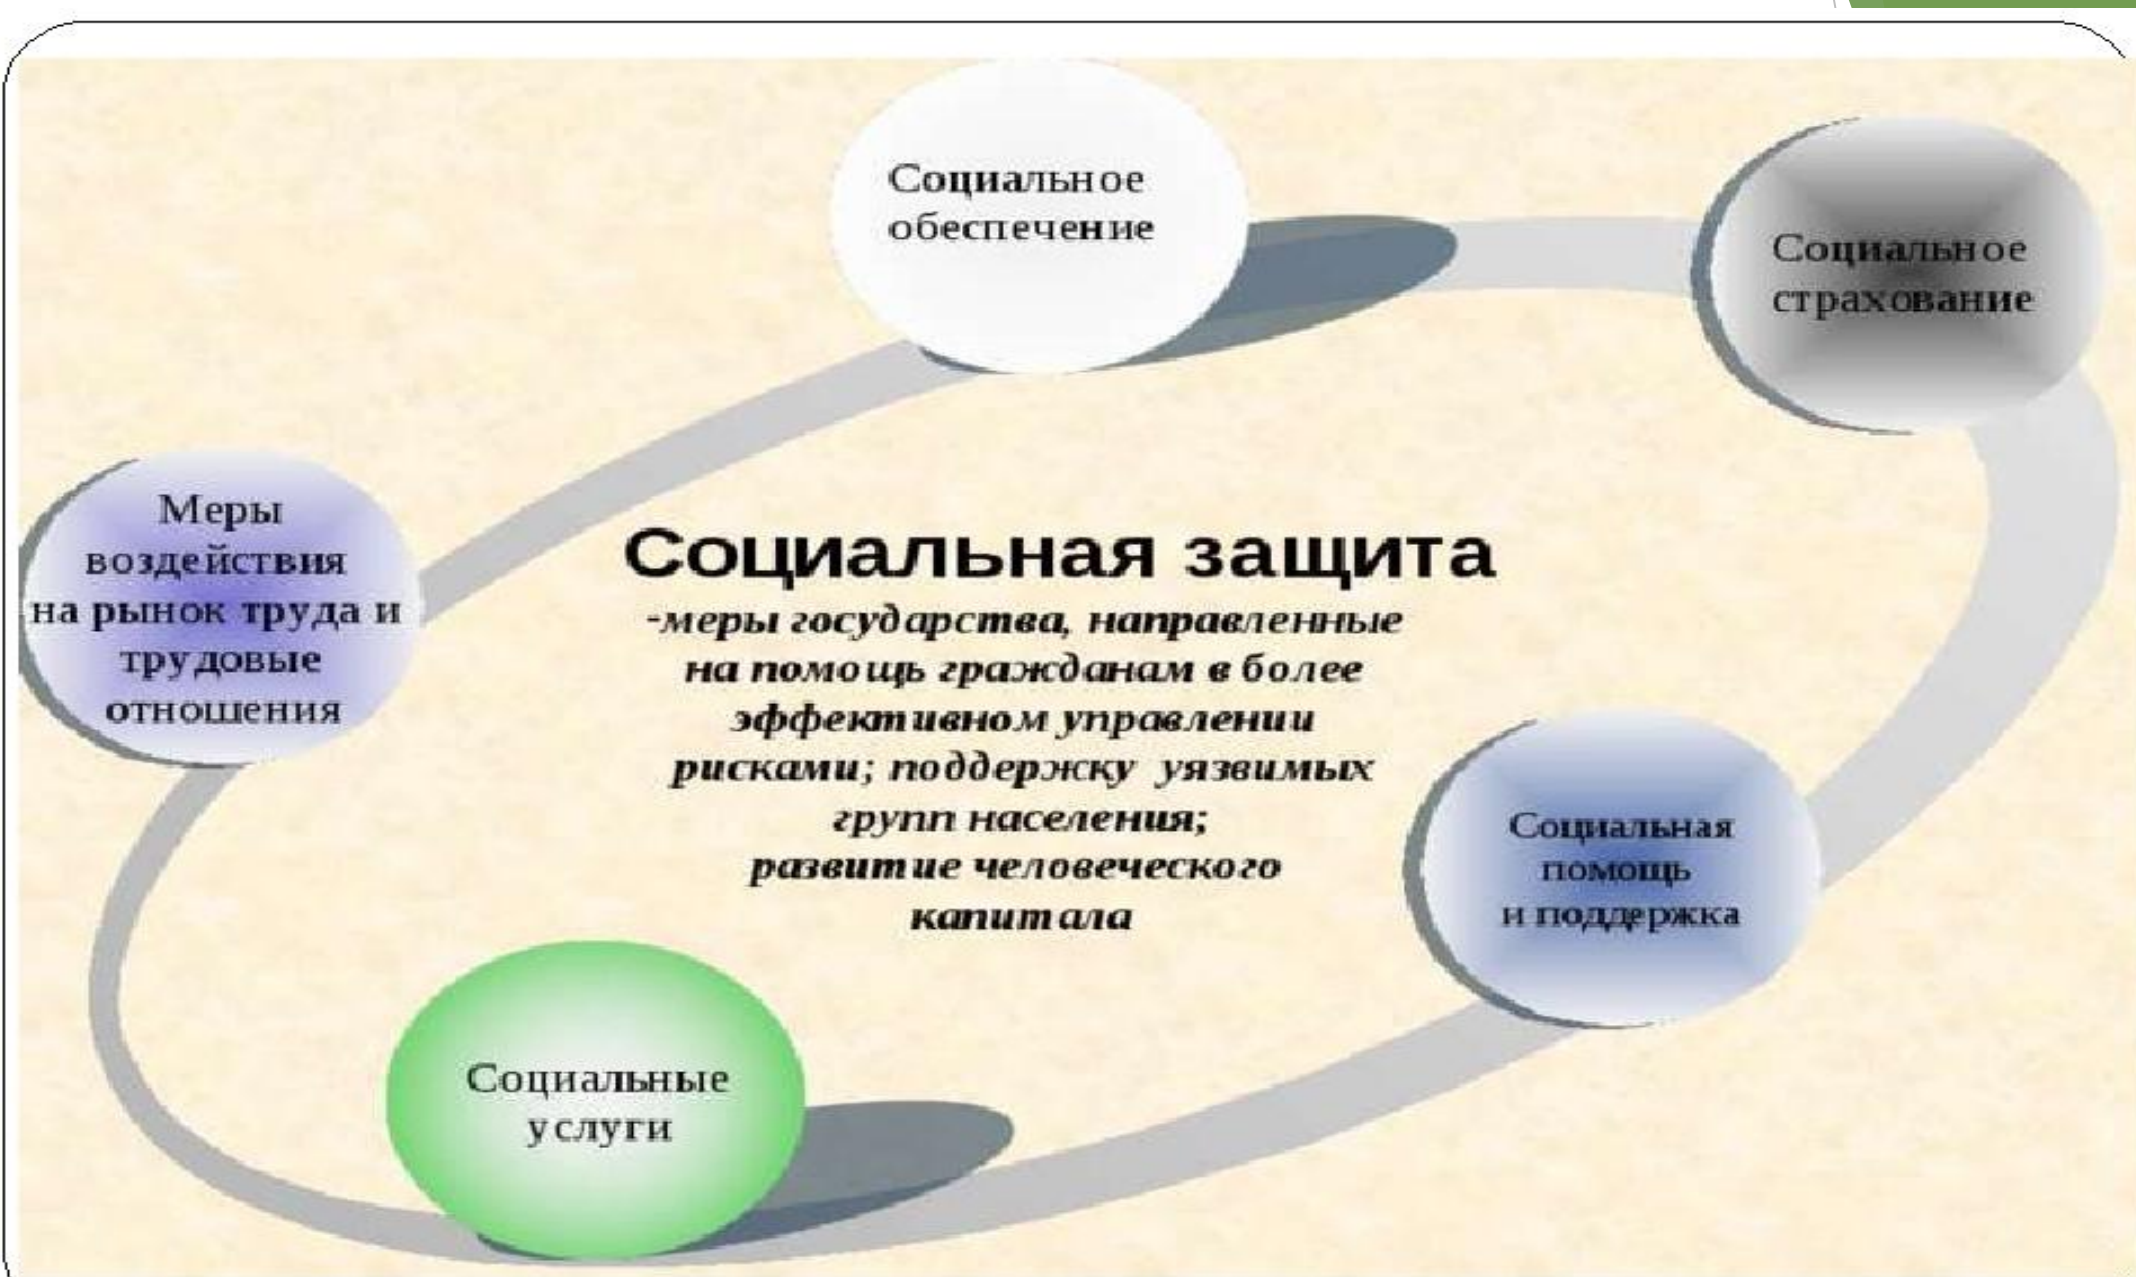 Социальное
обеспечение
Социальное
страхование
Меры
воздействия
на рынок труда и
трудовые
отношения
Социальная защита
-меры государства, направленные
на помощь гражданам в более
эффективном управлении
рисками; поддержку уязвимых
групп населения;
развитие человеческого
капитала
Социальная
помощь
и поддержка
Социальные
услуги